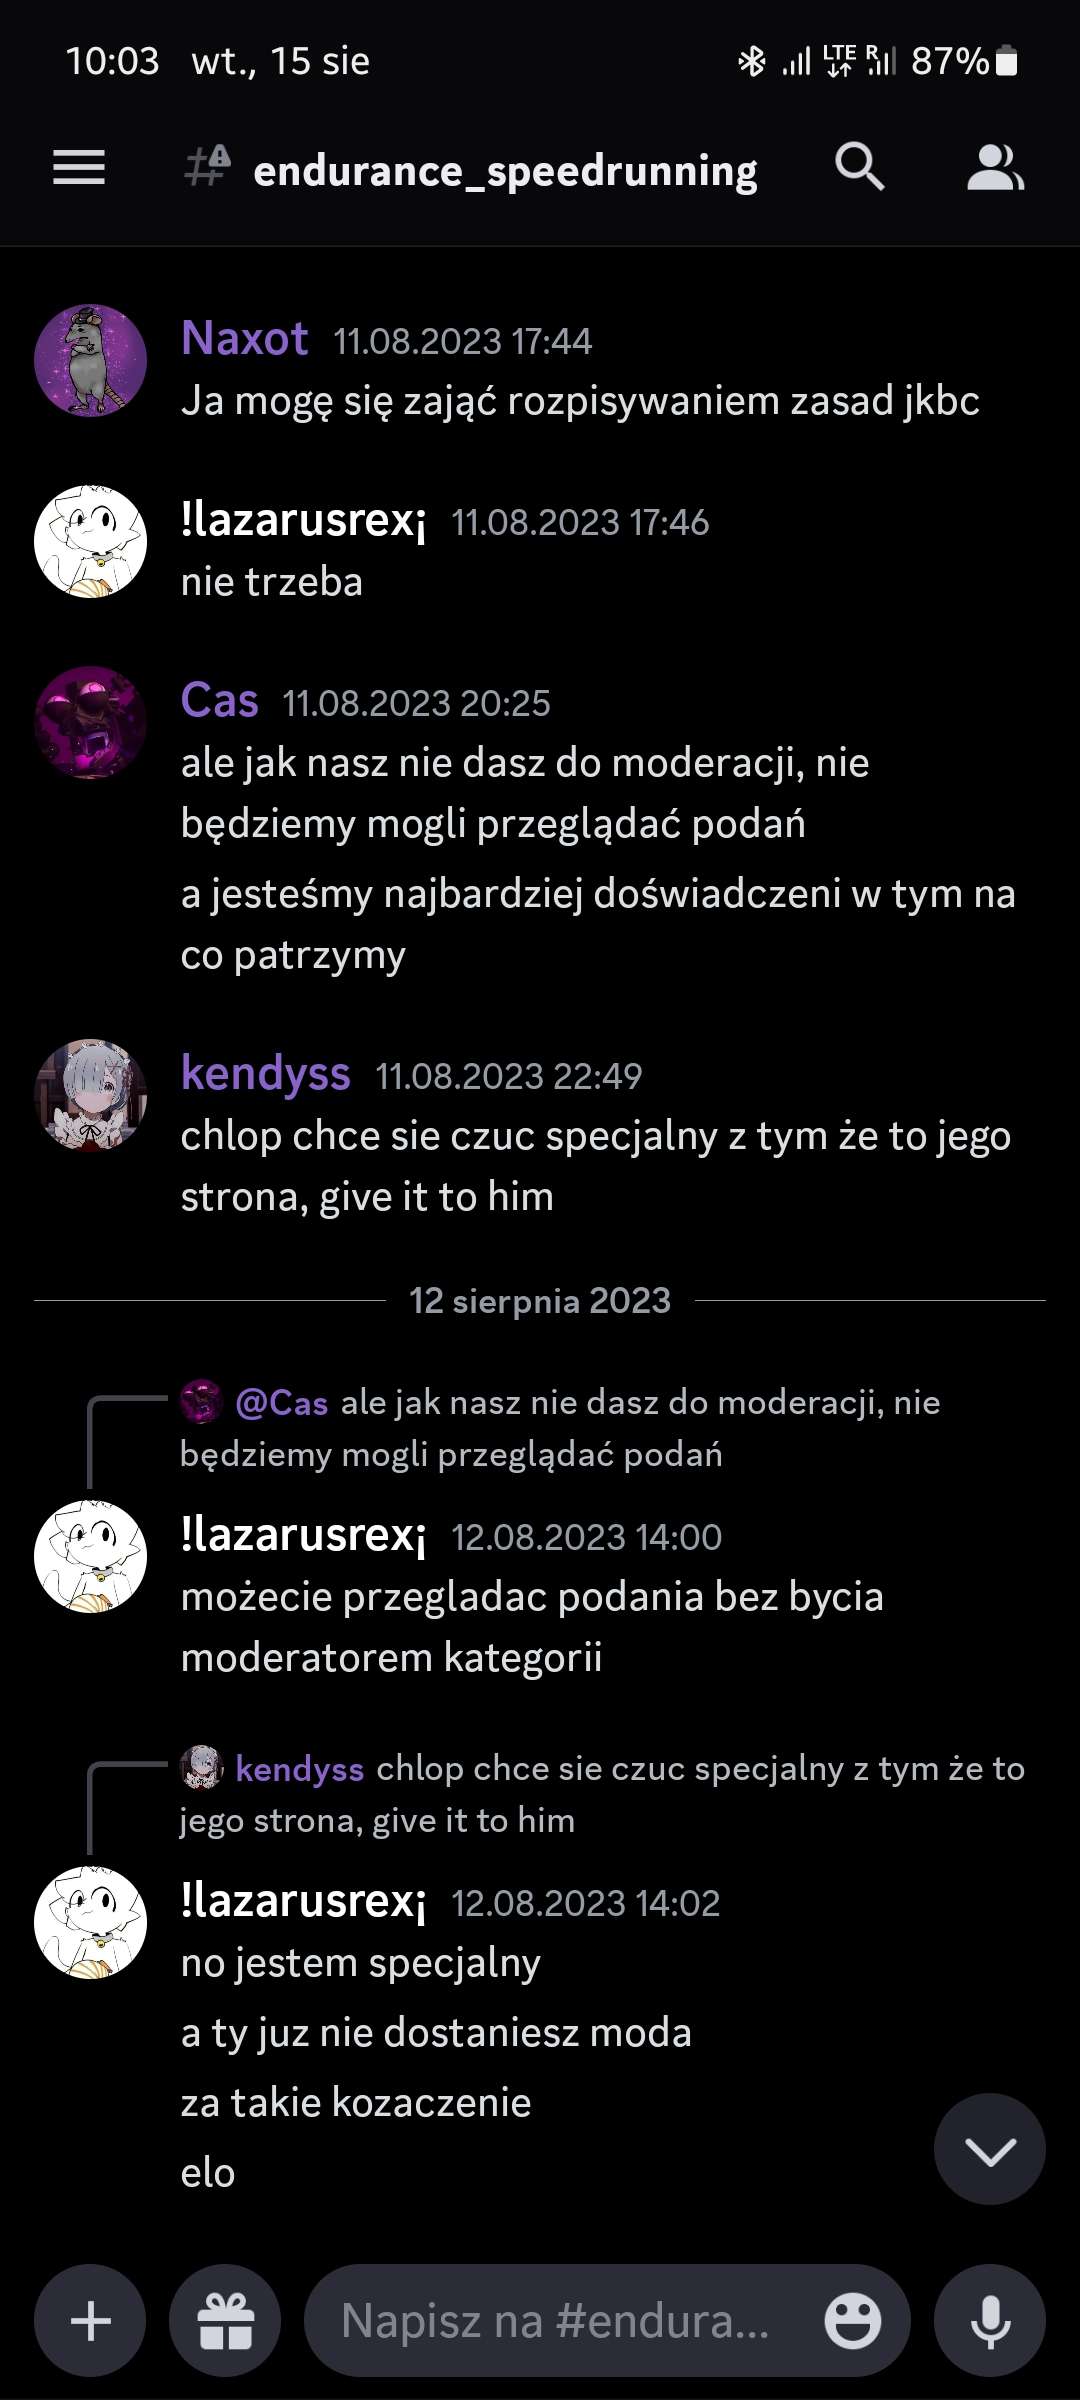 10:03 wt., 15 sie LTE R 87%
# endurance_speedrunning
Naxot 11.08.2023 17:44
Ja mogę się zająć rozpisywaniem zasad jkbc
!lazarusrex¡ 11.08.2023 17:46
nie trzeba
Cas 11.08.2023 20:25
ale jak nasz nie dasz do moderacji, nie
będziemy mogli przeglądać podań
a jesteśmy najbardziej doświadczeni w tym na
co patrzymy
kendyss 11.08.2023 22:49
chlop chce sie czuc specjalny z tym że to jego
strona, give it to him
12 sierpnia 2023
@Cas ale jak nasz nie dasz do moderacji, nie
będziemy mogli przeglądać podań
!lazarusrex¡ 12.08.2023 14:00
możecie przegladac podania bez bycia
moderatorem kategorii
kendyss chlop chce sie czuc specjalny z tym że to
jego strona, give it to him
!lazarusrex¡ 12.08.2023 14:02
no jestem specjalny
a ty juz nie dostaniesz moda
za takie kozaczenie
elo
Napisz na #endura...